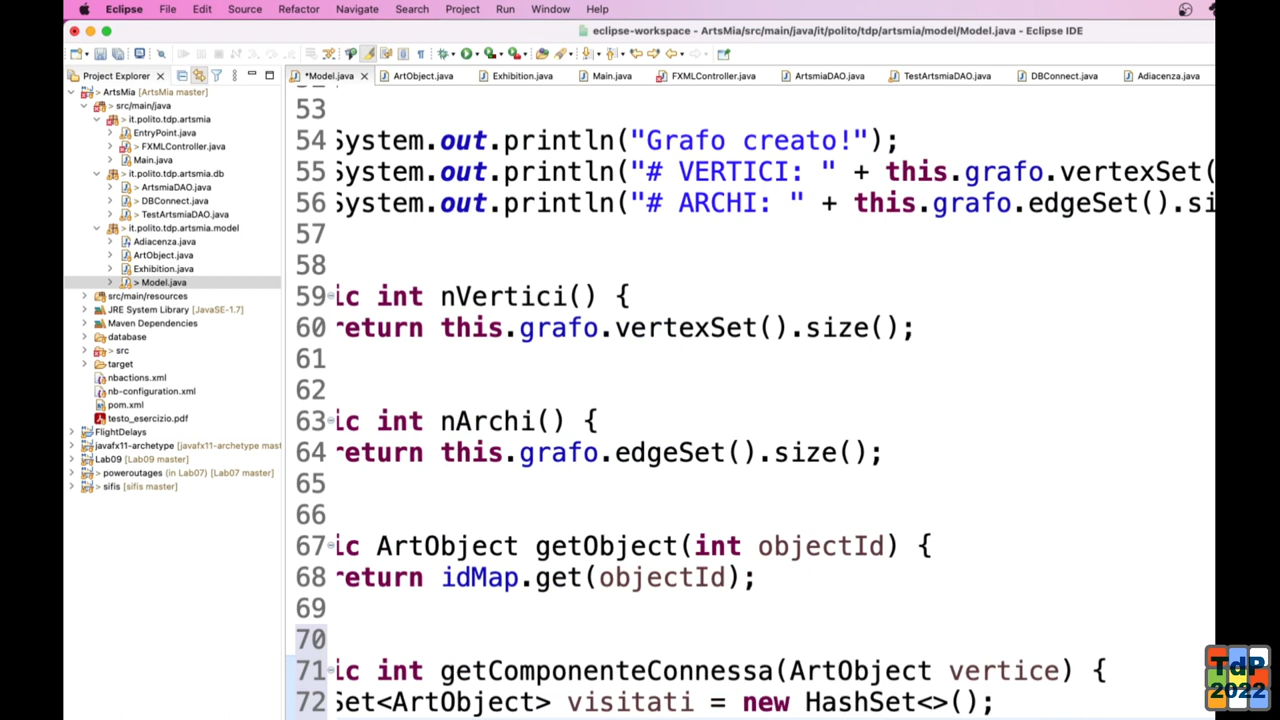 Eclipse File Edit Source Refactor Navigate Search Project Run Window Help
eclipse-workspace - ArtsMia/src/main/java/it/polito/tdp/artsmia/model/Model.java - Eclipse IDE
Project Explorer
*Model.java ArtObject.java Exhibition.java Main.java FXMLController.java ArtsmiaDAO.java TestArtsmiaDAO.java DBConnect.java Adiacenza.java
ArtsMia [ArtsMia master]
> src/main/java
> it.polito.tdp.artsmia
EntryPoint.java
> FXMLController.java
Main.java
> it.polito.tdp.db
> ArtsmiaDAO.java
> DBConnect.java
> TestArtsmiaDAO.java
> it.polito.tdp.artsmia.model
Adiacenza.java
ArtObject.java
Exhibition.java
> Model.java
src/main/resources
JRE System Library [JavaSE-1.7]
Maven Dependencies
database
> src
target
nbactions.xml
nb-configuration.xml
pom.xml
testo_esercizio.pdf
FlightDelays
javafx11-archetype [javafx11-archetype mast
Lab09 [Lab09 master]
> poweroutages (in Lab07) [Lab07 master]
> sifis [sifis master]
53
54 System.out.println("Grafo creato!");
55 System.out.println("# VERTICI: " + this.grafo.vertexSet(
56 System.out.println("# ARCHI: " + this.grafo.edgeSet().si
57
58
59 ic int nVertici() {
60 return this.grafo.vertexSet().size();
61
62
63 ic int nArchi() {
64 return this.grafo.edgeSet().size();
65
66
67 ic ArtObject getObject(int objectId) {
68 return idMap.get(objectId);
69
70
71 ic int getComponenteConnessa(ArtObject vertice) {
72 Set<ArtObject> visitati = new HashSet<>();
TdP
2022